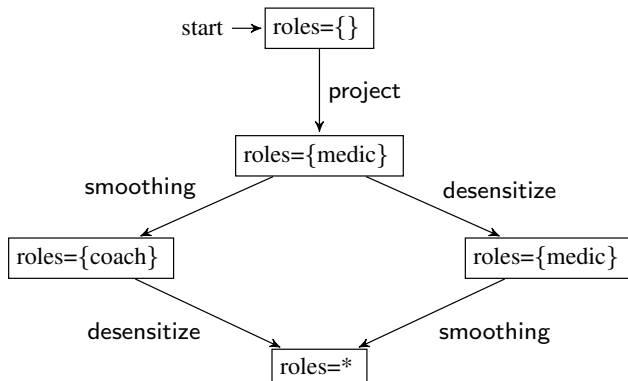 start
roles={}
project
roles={medic}
smoothing
desensitize
roles={coach}
roles={medic}
desensitize
smoothing
roles=*